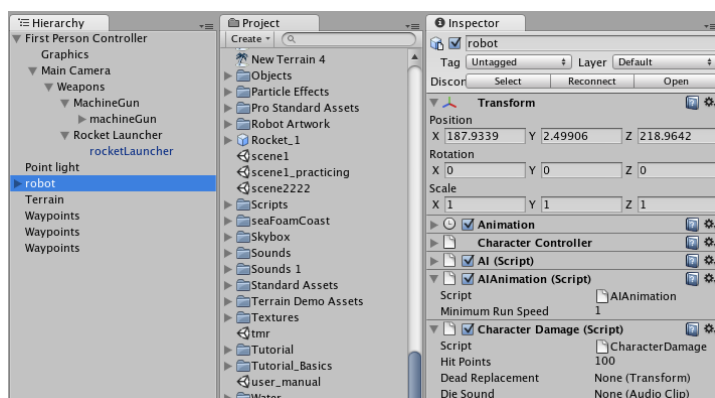 Hierarchy
First Person Controller
Graphics
Main Camera
Weapons
MachineGun
machineGun
Rocket Launcher
rocketLauncher
Point light
robot
Terrain
Waypoints
Waypoints
Waypoints
Project
Create
New Terrain 4
Objects
Particle Effects
Pro Standard Assets
Robot Artwork
Rocket_1
scene1
scene1_practicing
scene2222
Scripts
seaFoamCoast
Skybox
Sounds
Sounds 1
Standard Assets
Terrain Demo Assets
Textures
tmr
Tutorial
Tutorial_Basics
user_manual
Water
Inspector
robot
Tag Untagged Layer Default
Discon Select Reconnect Open
Transform
Position
X 187.9339 Y 2.49906 Z 218.9642
Rotation
X 0 Y 0 Z 0
Scale
X 1 Y 1 Z 1
Animation
Character Controller
AI (Script)
AIAnimation (Script)
Script AIAnimation
Minimum Run Speed 1
Character Damage (Script)
Script CharacterDamage
Hit Points 100
Dead Replacement None (Transform)
Die Sound None (Audio Clip)